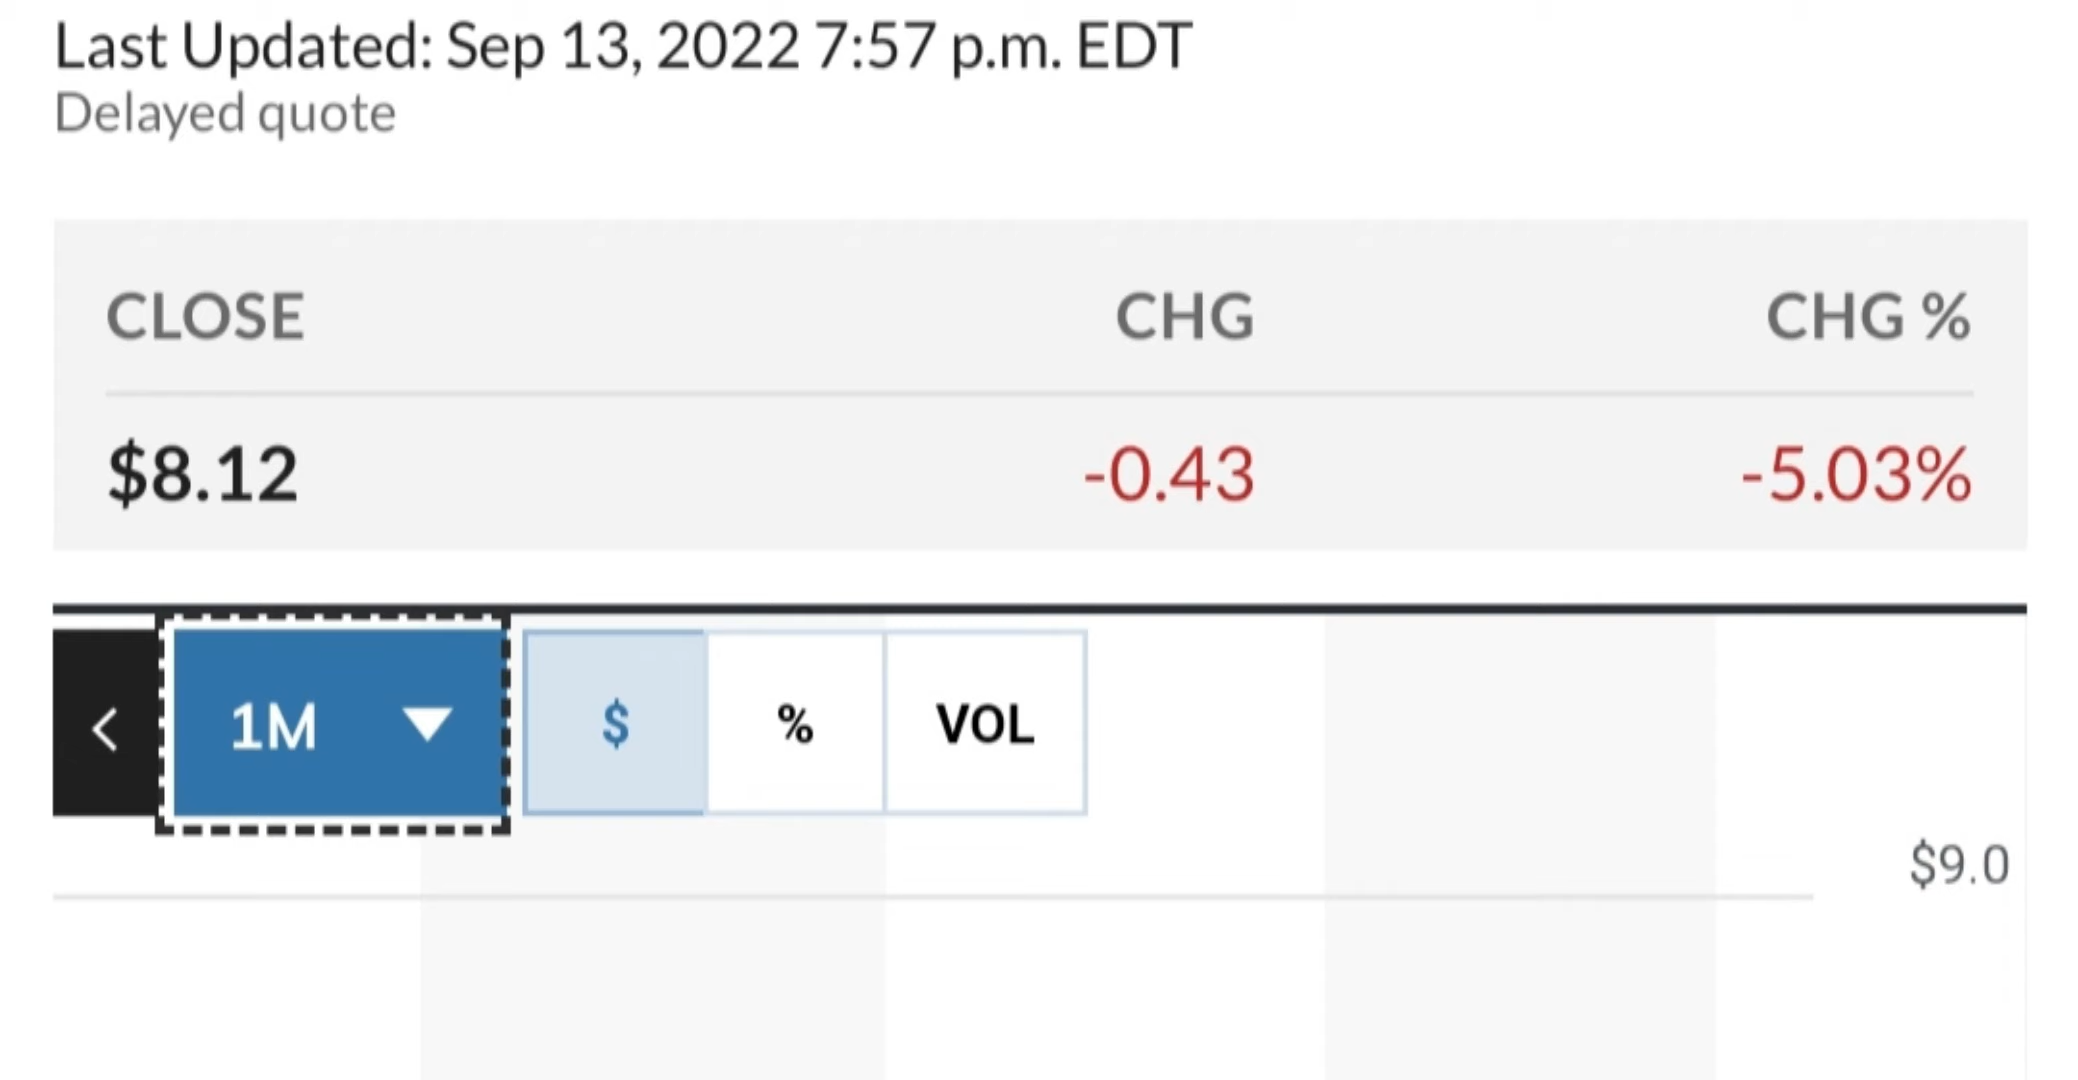 Last Updated: Sep 13, 2022 7:57 p.m. EDT
Delayed quote
CLOSE CHG CHG %
$8.12 -0.43 -5.03%
< 1M $ % VOL
$9.0